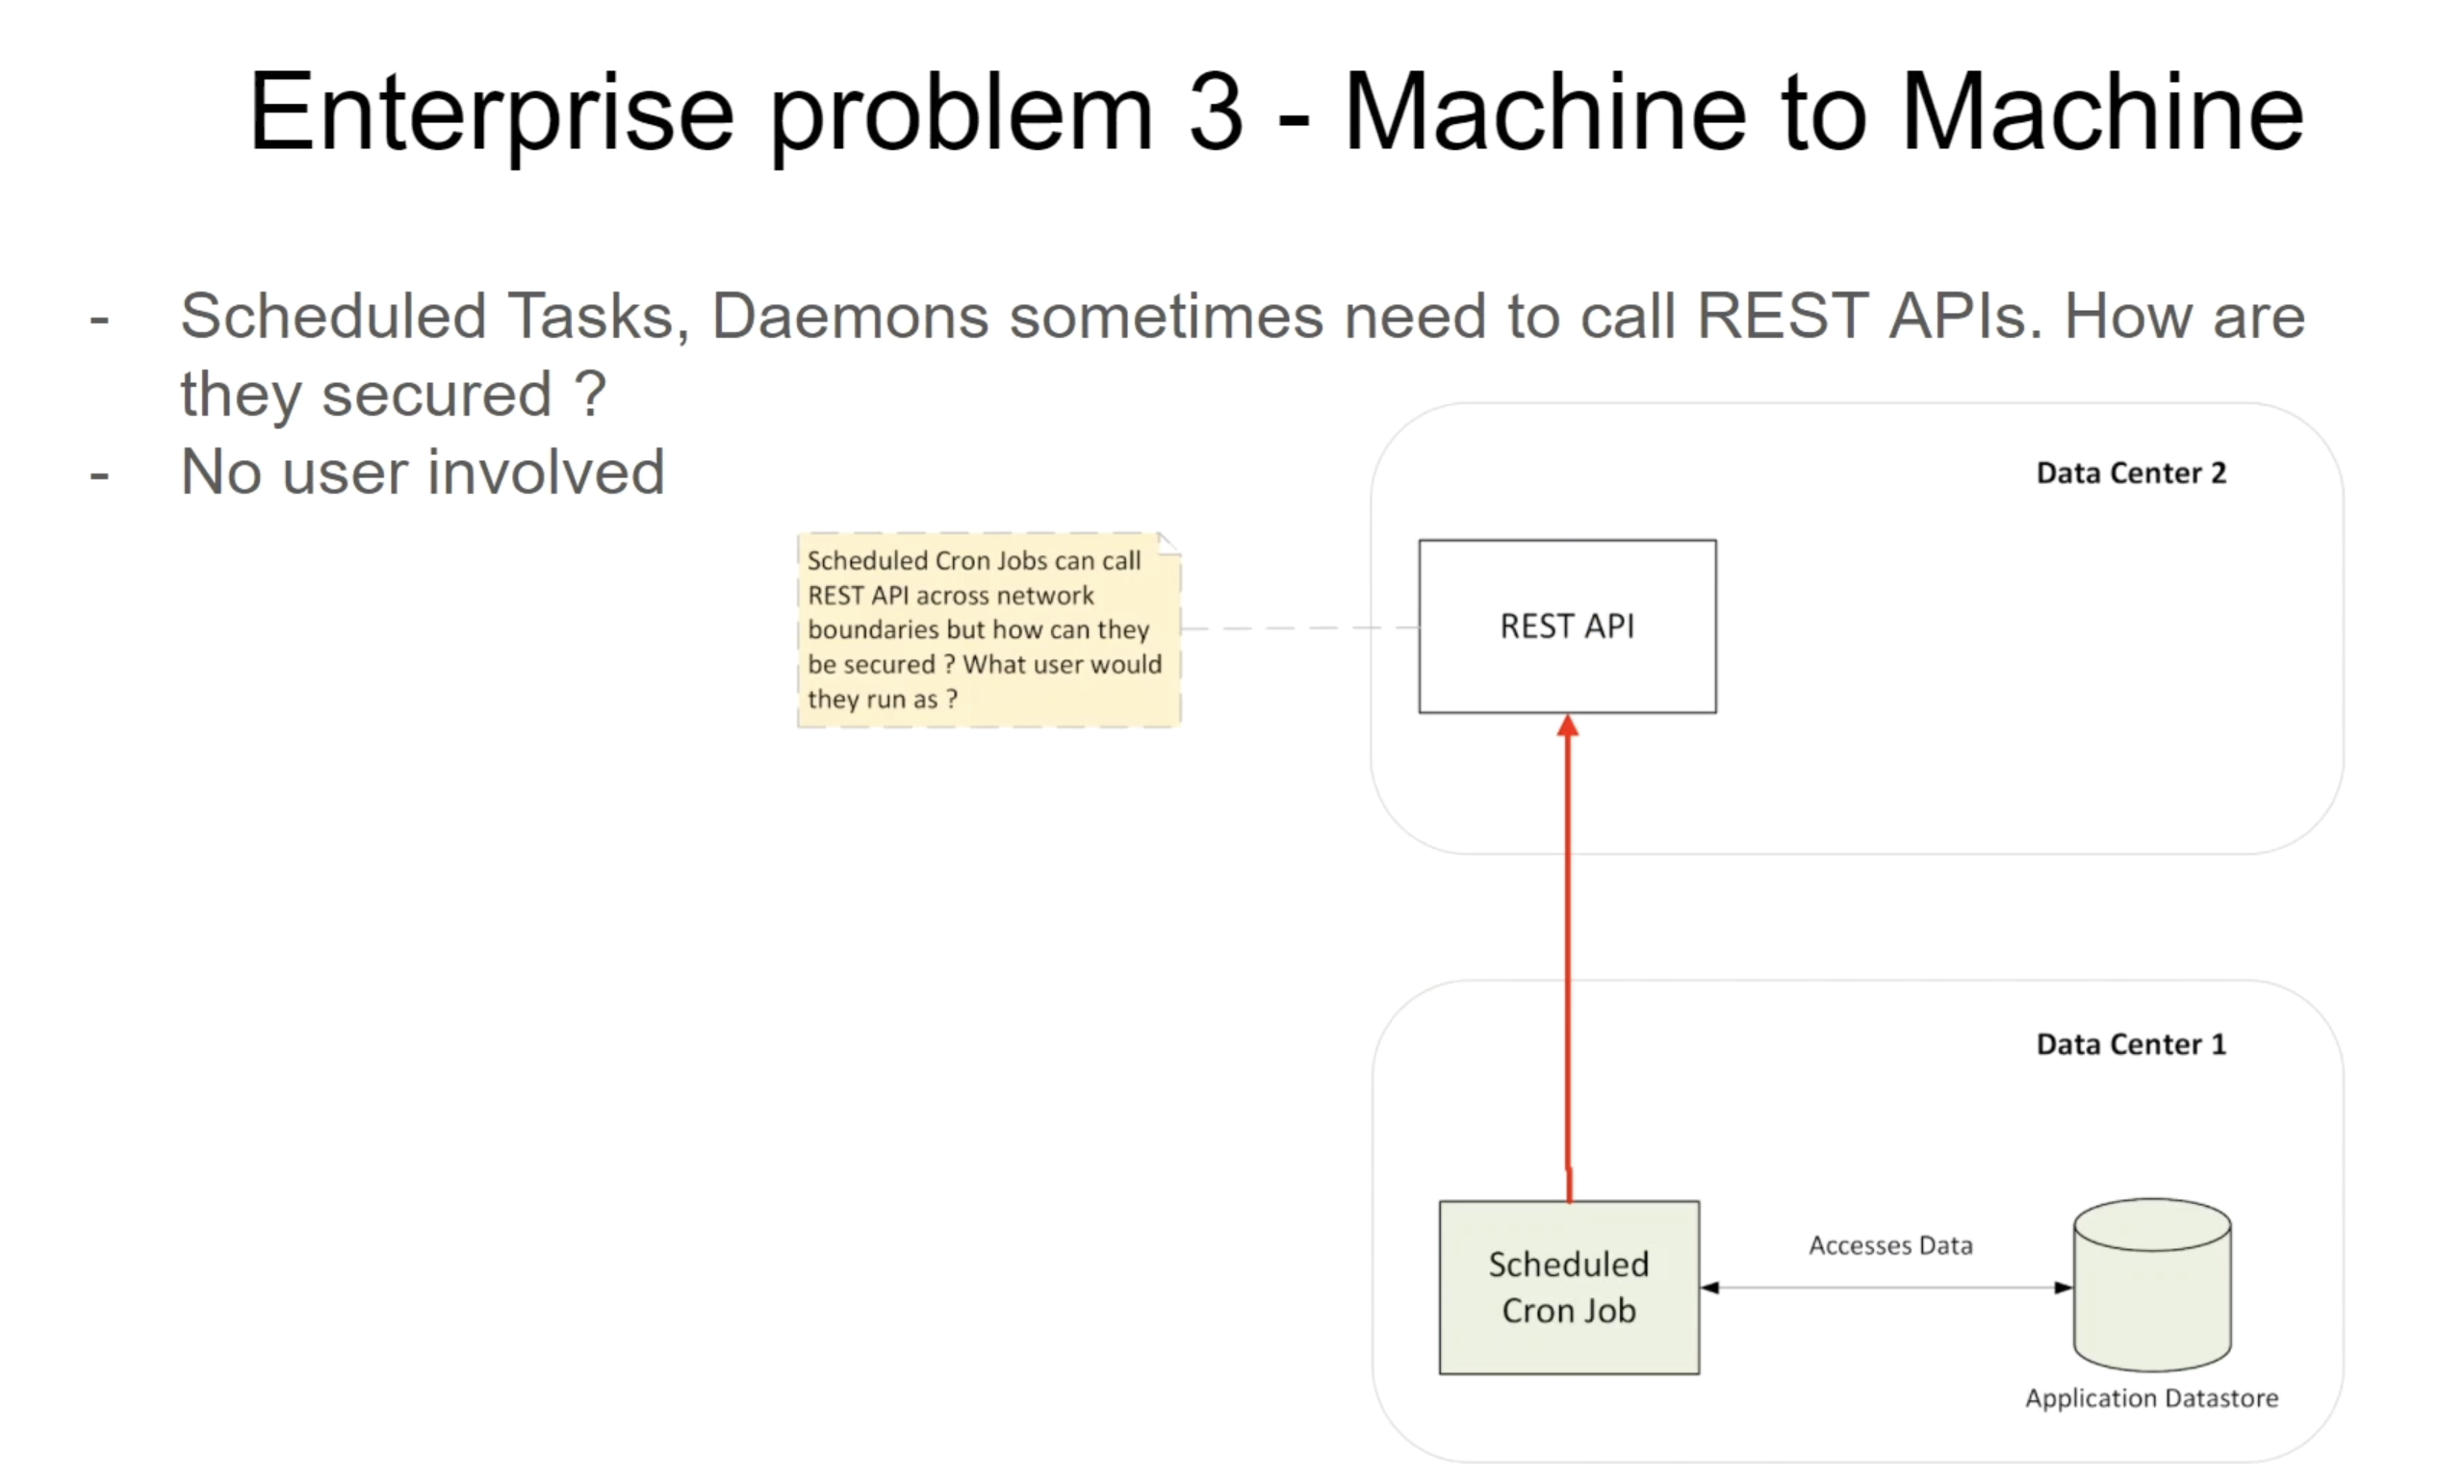 Enterprise problem 3 - Machine to Machine
- Scheduled Tasks, Daemons sometimes need to call REST APIs. How are
they secured ?
- No user involved
Data Center 2
Scheduled Cron Jobs can call
REST API across network
boundaries but how can they
be secured ? What user would
they run as ?
REST API
Data Center 1
Scheduled
Cron Job
Accesses Data
Application Datastore